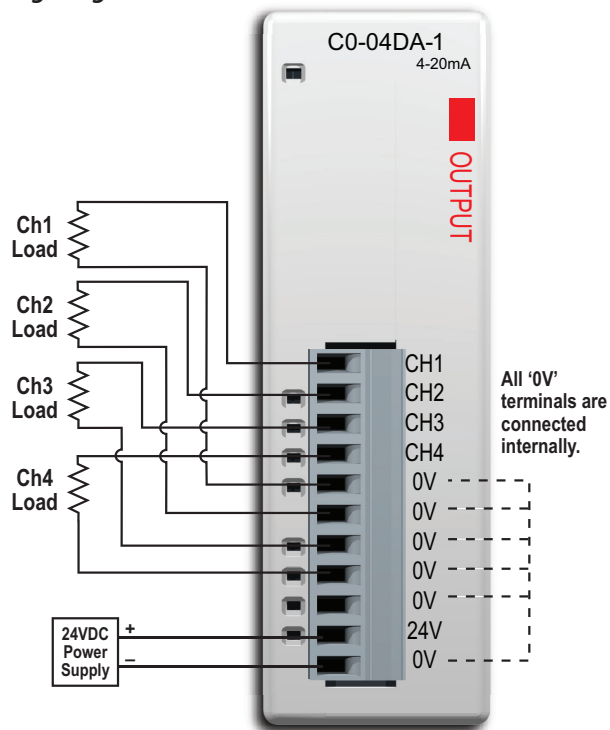 C0-04DA-1
4-20mA
OUTPUT
Ch1
Load
Ch2
Load
Ch3
Load
Ch4
Load
CH1
CH2
CH3
CH4
0V
0V
0V
0V
0V
24V
0V
All ‘0V’
terminals are
connected
internally.
24VDC
Power
Supply
+
–